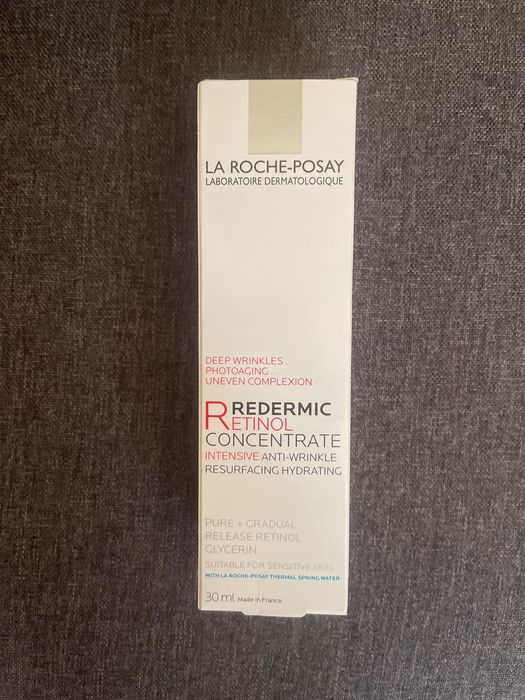 LA ROCHE-POSAY
LABORATOIRE DERMATOLOGIQUE
DEEP WRINKLES .
PHOTOAGING .
UNEVEN COMPLEXION
REDERMIC
RETINOL
CONCENTRATE
INTENSIVE ANTI-WRINKLE
RESURFACING HYDRATING
PURE + GRADUAL
RELEASE RETINOL
GLYCERIN
SUITABLE FOR SENSITIVE SKIN
WITH LA ROCHE-POSAY THERMAL SPRING WATER
30 ml Made in France